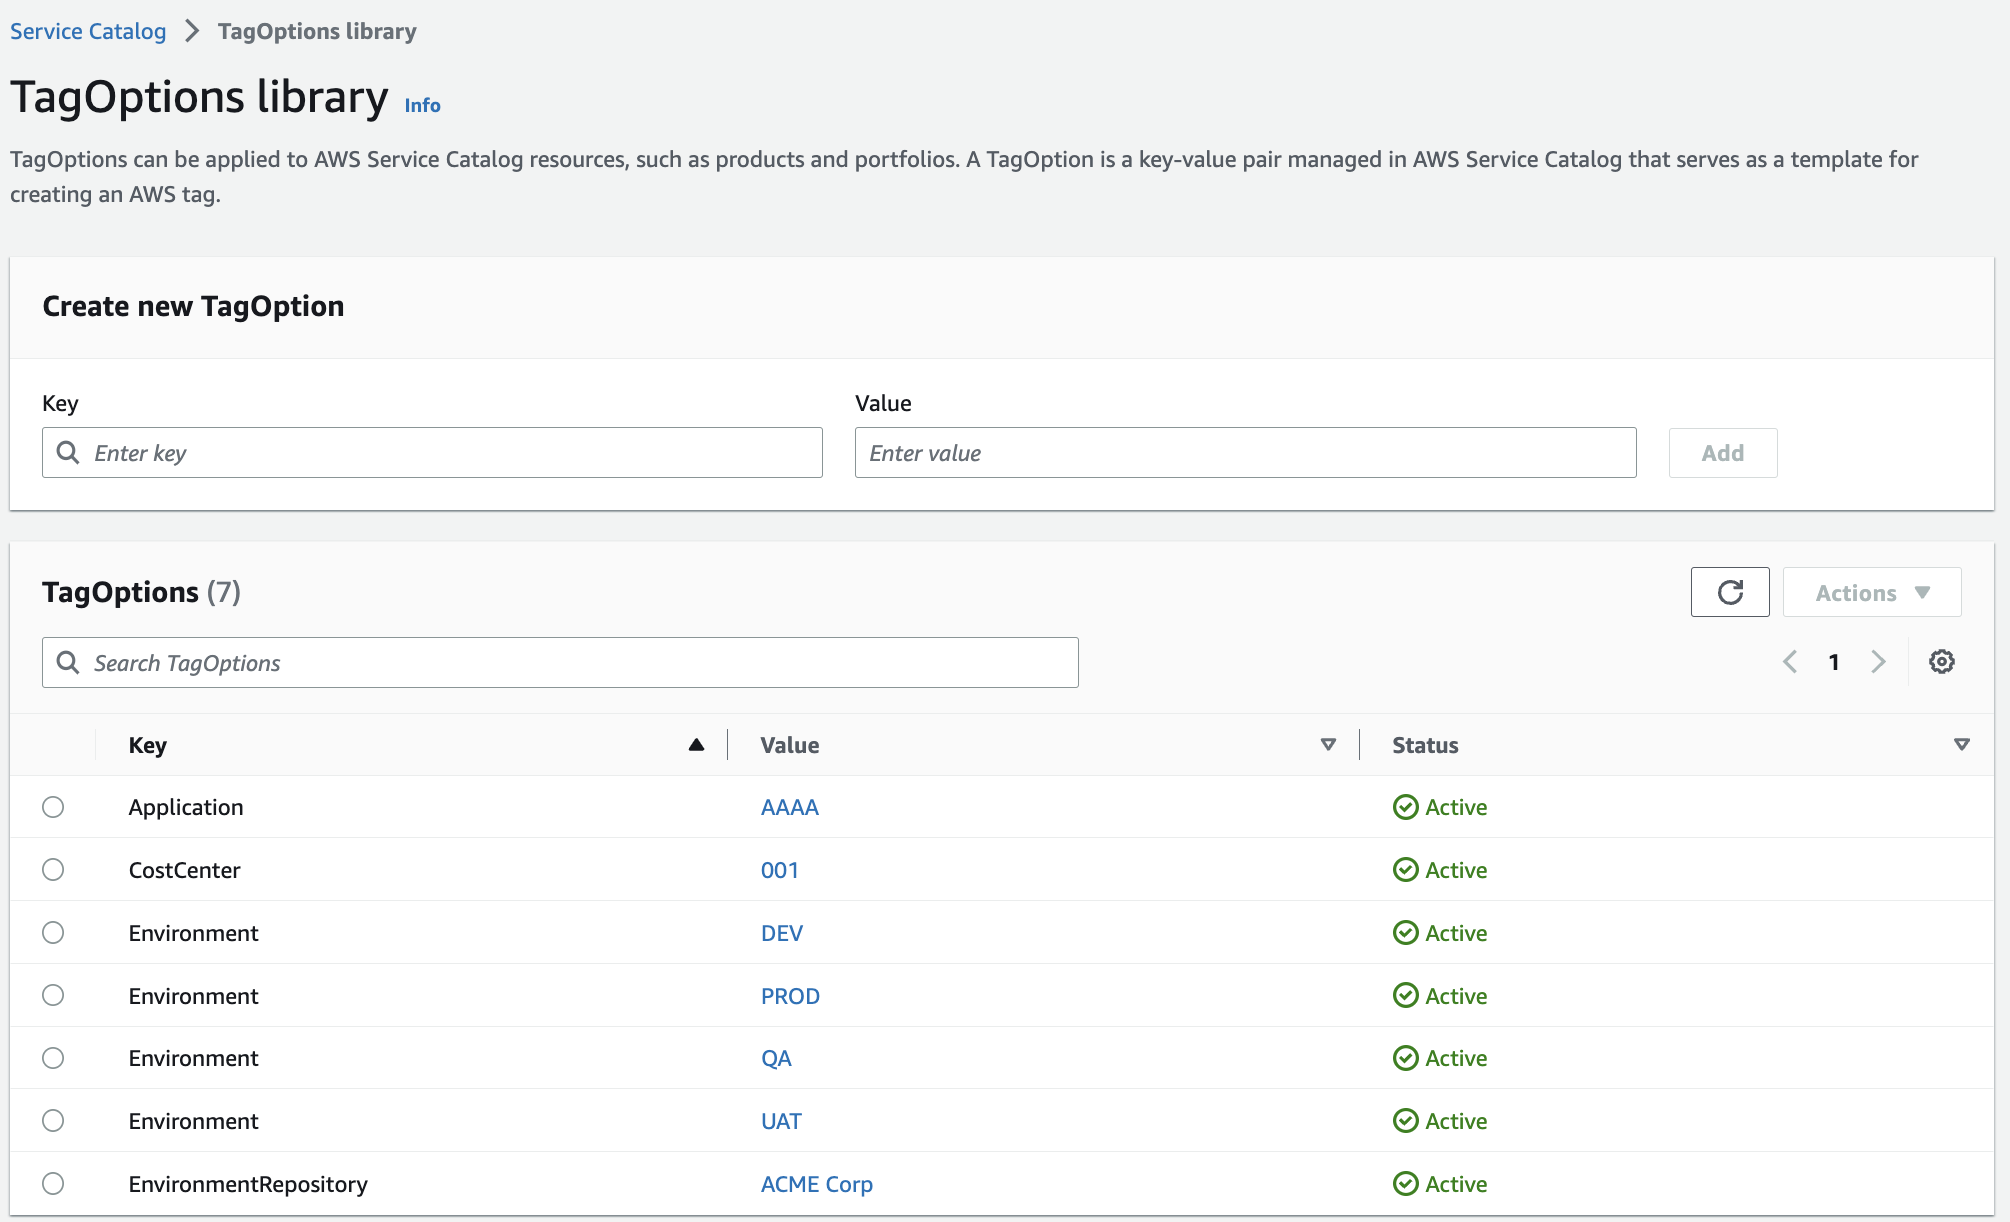 Service Catalog > TagOptions library
TagOptions library Info
TagOptions can be applied to AWS Service Catalog resources, such as products and portfolios. A TagOption is a key-value pair managed in AWS Service Catalog that serves as a template for
creating an AWS tag.
Create new TagOption
Key Value
Enter key Enter value Add
TagOptions (7) Actions
Search TagOptions 1
Key Value Status
Application AAAA Active
CostCenter 001 Active
Environment DEV Active
Environment PROD Active
Environment QA Active
Environment UAT Active
EnvironmentRepository ACME Corp Active